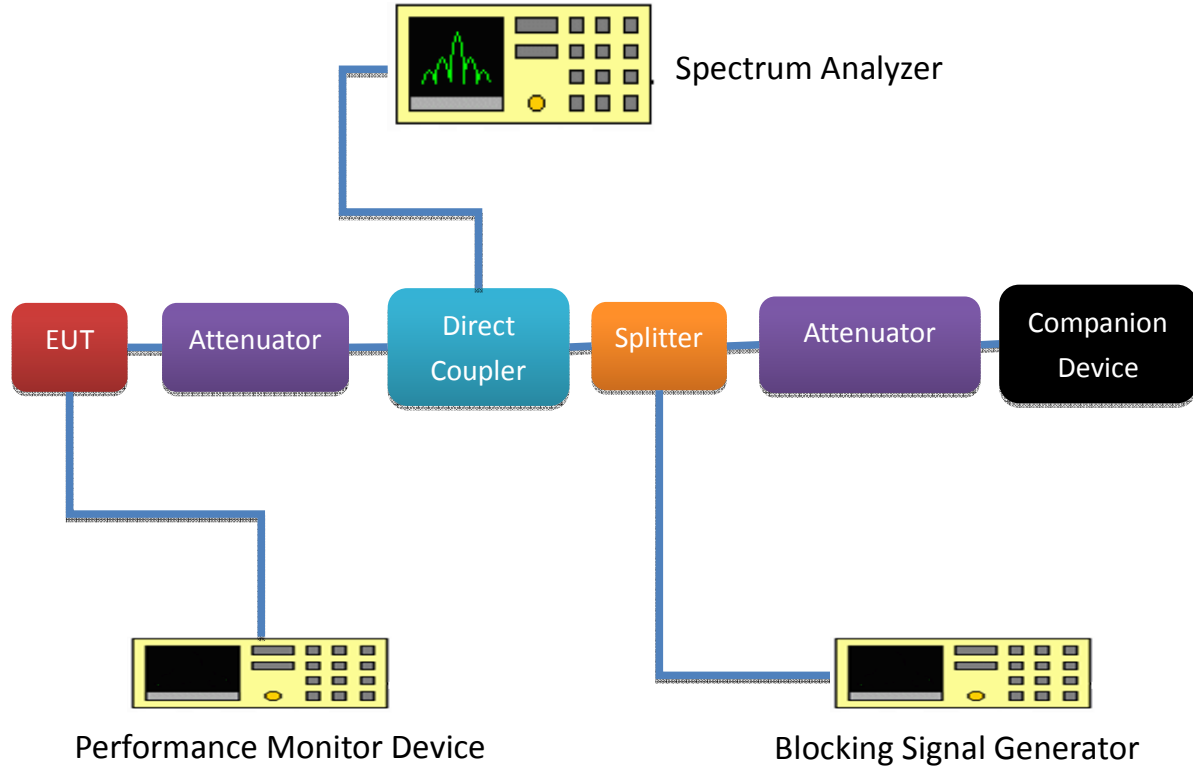 Spectrum Analyzer
EUT
Attenuator
Direct
Coupler
Splitter
Attenuator
Companion
Device
Performance Monitor Device
Blocking Signal Generator